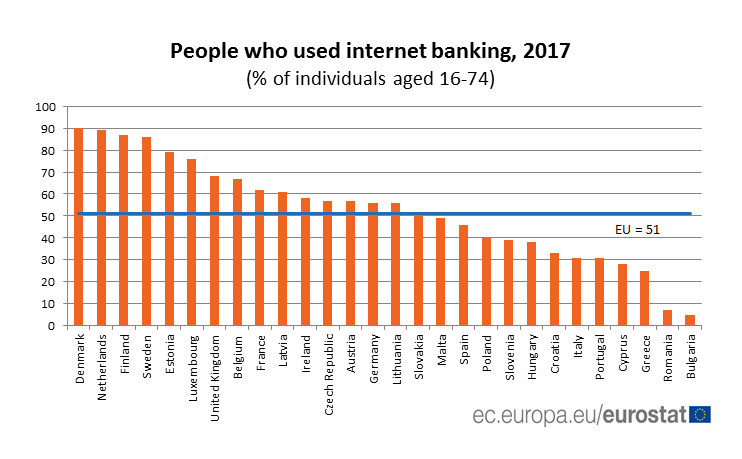 People who used internet banking, 2017
(% of individuals aged 16-74)
100
90
80
70
60
50
40
30
20
10
0
EU = 51
Denmark
Netherlands
Finland
Sweden
Estonia
Luxembourg
United Kingdom
Belgium
France
Latvia
Ireland
Czech Republic
Austria
Germany
Lithuania
Slovakia
Malta
Spain
Poland
Slovenia
Hungary
Croatia
Italy
Portugal
Cyprus
Greece
Romania
Bulgaria
ec.europa.eu/eurostat